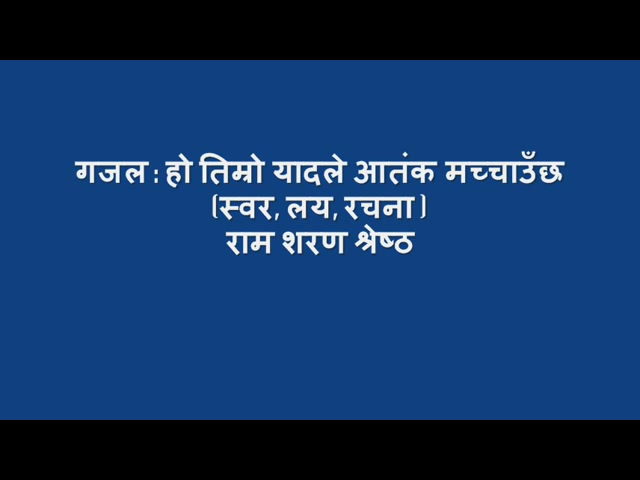 गजल : हो तिम्रो यादले आतंक मच्चाउँछ
(स्वर, लय, रचना )
राम शरण श्रेष्ठ